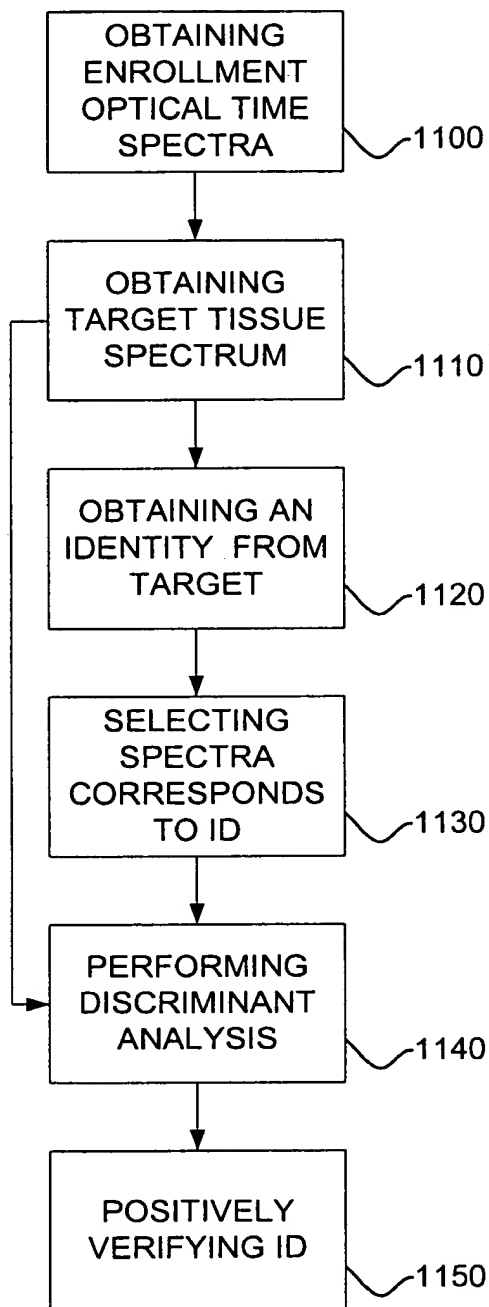 OBTAINING
ENROLLMENT
OPTICAL TIME
SPECTRA
1100
OBTAINING
TARGET TISSUE
SPECTRUM
1110
OBTAINING AN
IDENTITY FROM
TARGET
1120
SELECTING
SPECTRA
CORRESPONDS
TO ID
1130
PERFORMING
DISCRIMINANT
ANALYSIS
1140
POSITIVELY
VERIFYING ID
1150